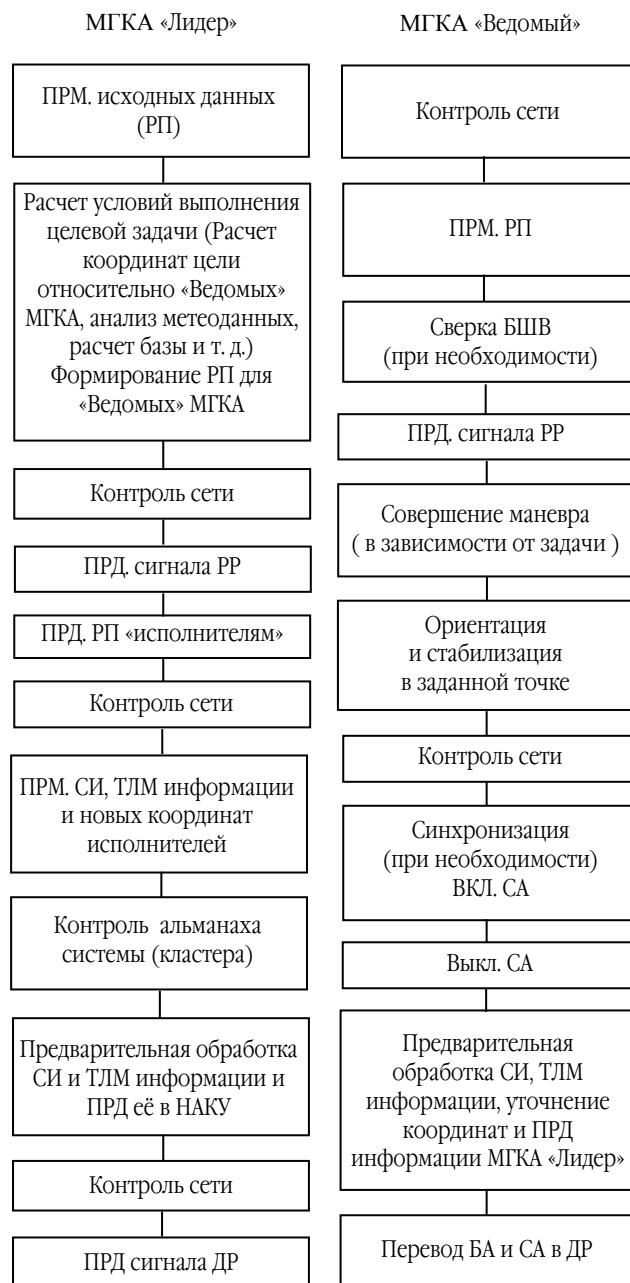 МГКА «Лидер»
ПРМ. исходных данных
(РП)
Расчет условий выполнения
целевой задачи (Расчет
координат цели
относительно «Ведомых»
МГКА, анализ метеоданных,
расчет базы и т. д.)
Формирование РП для
«Ведомых» МГКА
Контроль сети
ПРД. сигнала РР
ПРД. РП «исполнителям»
Контроль сети
ПРМ. СИ, ТЛМ информации
и новых координат
исполнителей
Контроль альманаха
системы (кластера)
Предварительная обработка
СИ и ТЛМ информации и
ПРД её в НАКУ
Контроль сети
ПРД сигнала ДР
МГКА «Ведомый»
Контроль сети
ПРМ. РП
Сверка БШВ
(при необходимости)
ПРД. сигнала РР
Совершение маневра
( в зависимости от задачи )
Ориентация
и стабилизация
в заданной точке
Контроль сети
Синхронизация
(при необходимости)
ВКЛ. СА
Выкл. СА
Предварительная
обработка СИ, ТЛМ
информации, уточнение
координат и ПРД
информации МГКА «Лидер»
Перевод БА и СА в ДР